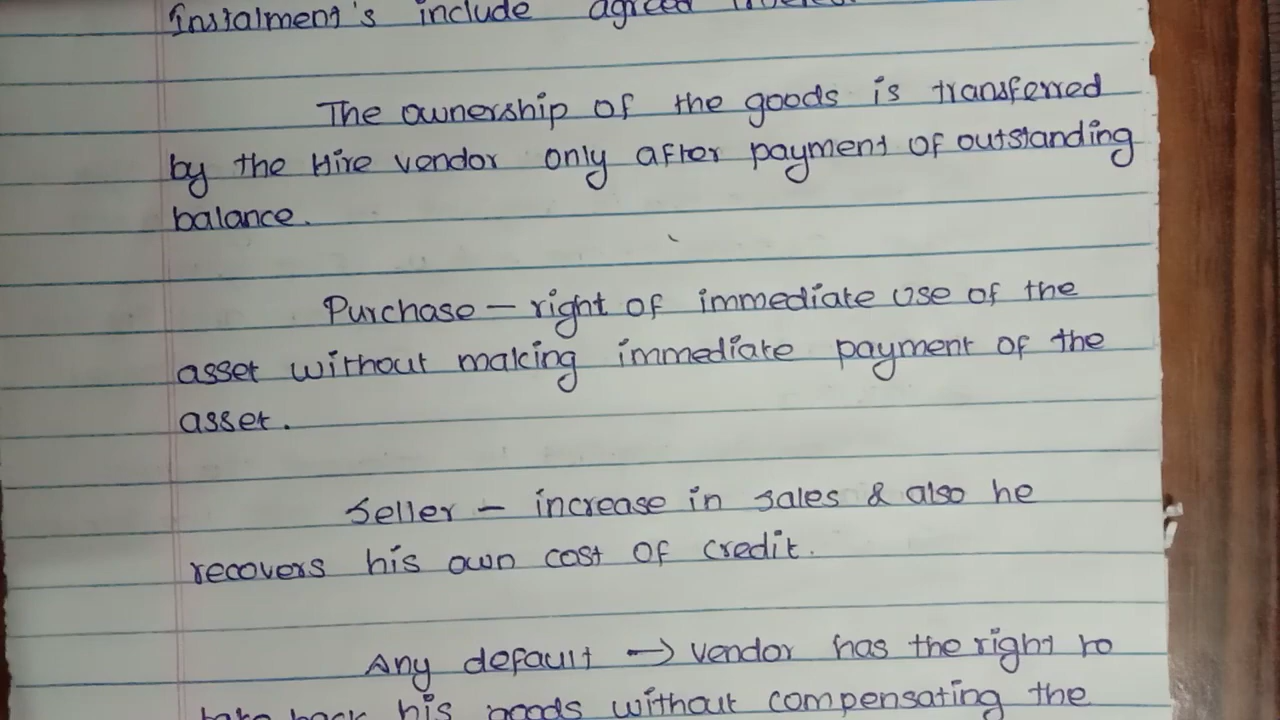 Instalment's include agreed
The ownership of the goods is transferred
by the Hire vendor only after payment of outstanding
balance.
Purchase – right of immediate use of the
asset without making immediate payment of the
asset.
Seller – increase in sales & also he
recovers his own cost of credit.
Any default → vendor has the right to
take back his goods without compensating the